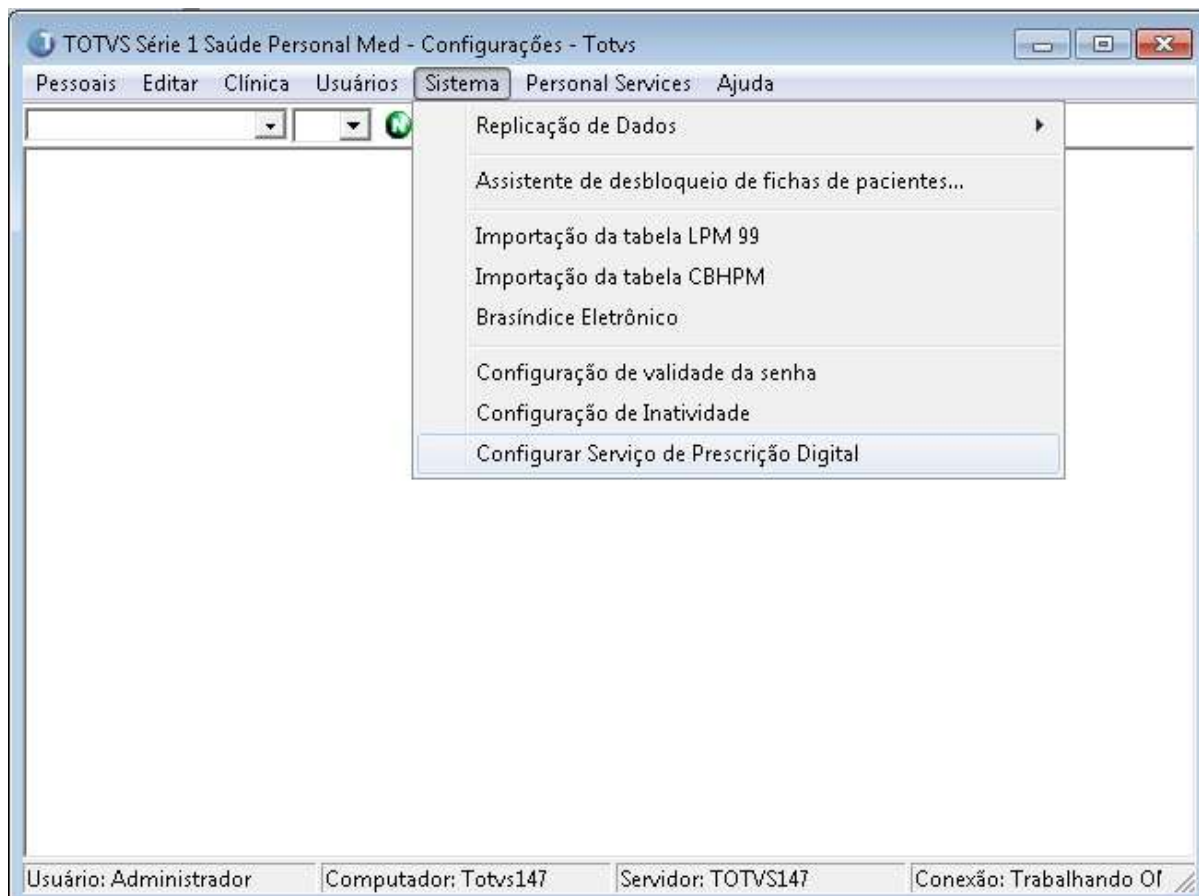 TOTVS Série 1 Saúde Personal Med - Configurações - Totvs
Pessoais Editar Clínica Usuários Sistema Personal Services Ajuda
Replicação de Dados
Assistente de desbloqueio de fichas de pacientes...
Importação da tabela LPM 99
Importação da tabela CBHPM
Brasíndice Eletrônico
Configuração de validade da senha
Configuração de Inatividade
Configurar Serviço de Prescrição Digital
Usuário: Administrador Computador: Totvs147 Servidor: TOTVS147 Conexão: Trabalhando